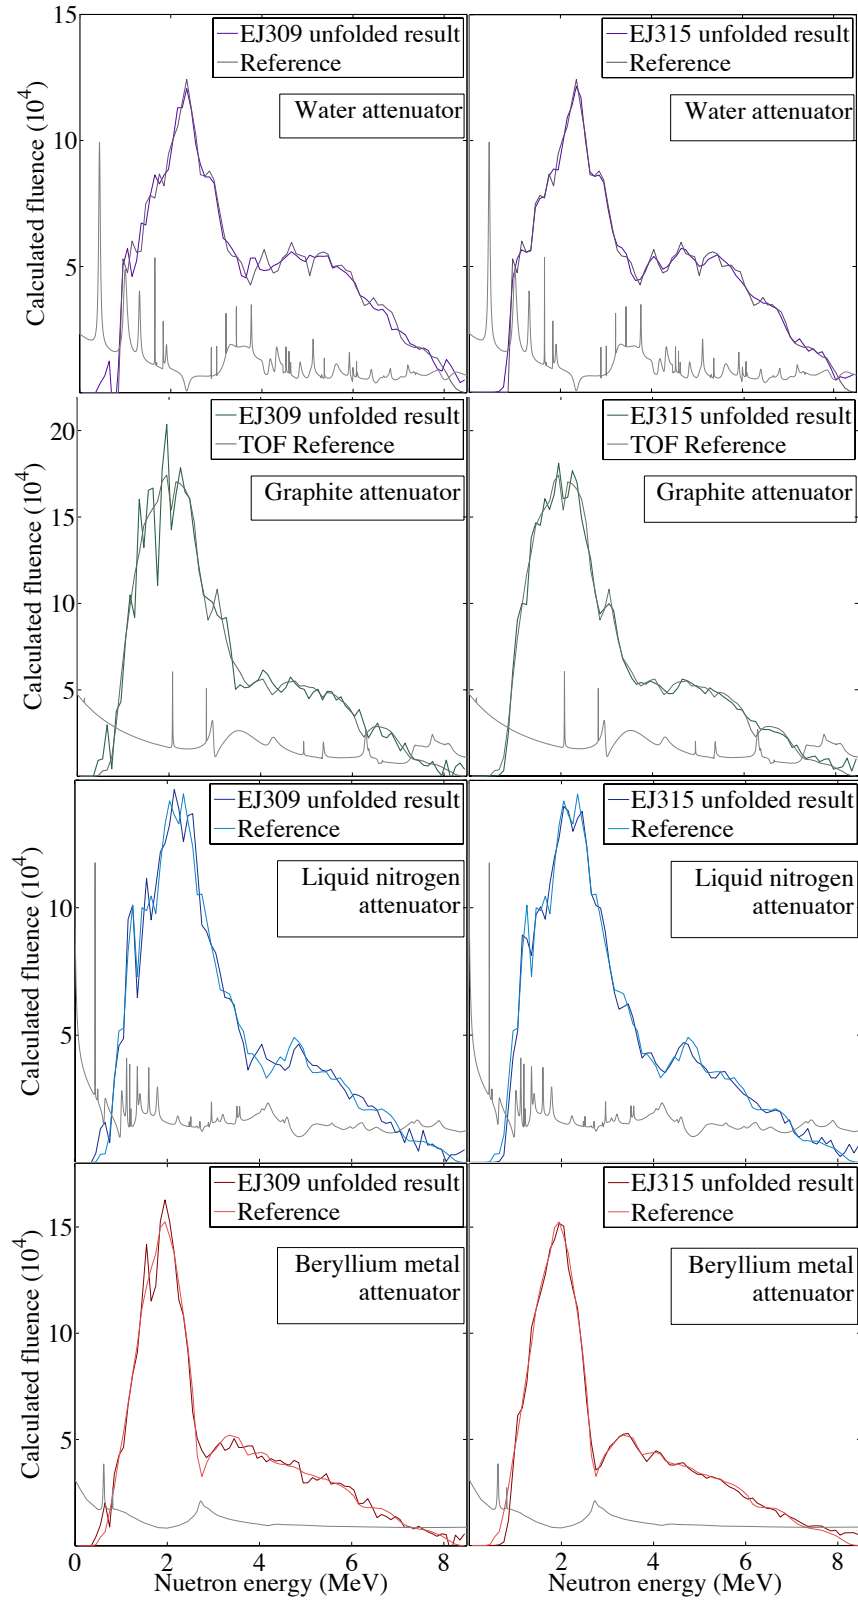 15
10
5
Calculated fluence (10⁴)
EJ309 unfolded result
Reference
Water attenuator
EJ315 unfolded result
Reference
Water attenuator
20
15
10
5
Calculated fluence (10⁴)
EJ309 unfolded result
TOF Reference
Graphite attenuator
EJ315 unfolded result
TOF Reference
Graphite attenuator
10
5
Calculated fluence (10⁴)
EJ309 unfolded result
Reference
Liquid nitrogen
attenuator
EJ315 unfolded result
Reference
Liquid nitrogen
attenuator
15
10
5
Calculated fluence (10⁴)
EJ309 unfolded result
Reference
Beryllium metal
attenuator
EJ315 unfolded result
Reference
Beryllium metal
attenuator
0 2 4 6 8
Nuetron energy (MeV)
2 4 6 8
Neutron energy (MeV)